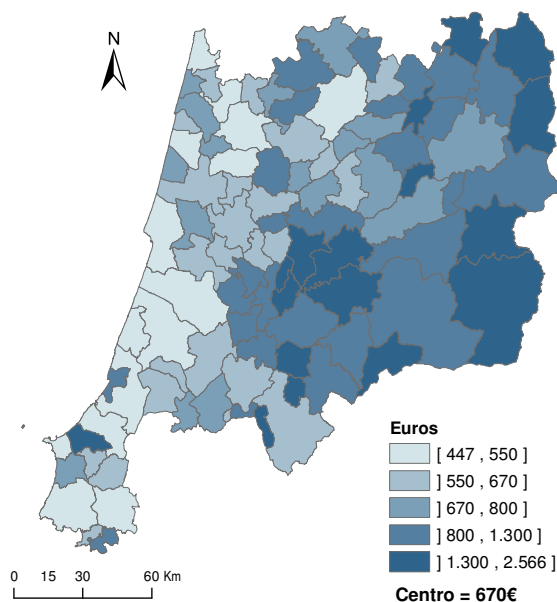 N
Euros
[ 447 , 550 ]
] 550 , 670 ]
] 670 , 800 ]
] 800 , 1.300 ]
] 1.300 , 2.566 ]
0 15 30 60 Km
Centro = 670€